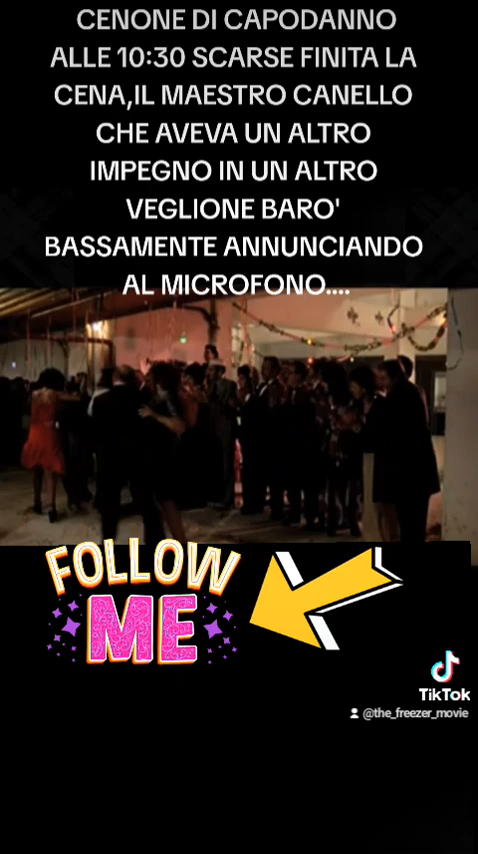 CENONE DI CAPODANNO
ALLE 10:30 SCARSE FINITA LA
CENA,IL MAESTRO CANELLO
CHE AVEVA UN ALTRO
IMPEGNO IN UN ALTRO
VEGLIONE BARO'
BASSAMENTE ANNUNCIANDO
AL MICROFONO....
FOLLOW
ME
TikTok
@the_freezer_movie